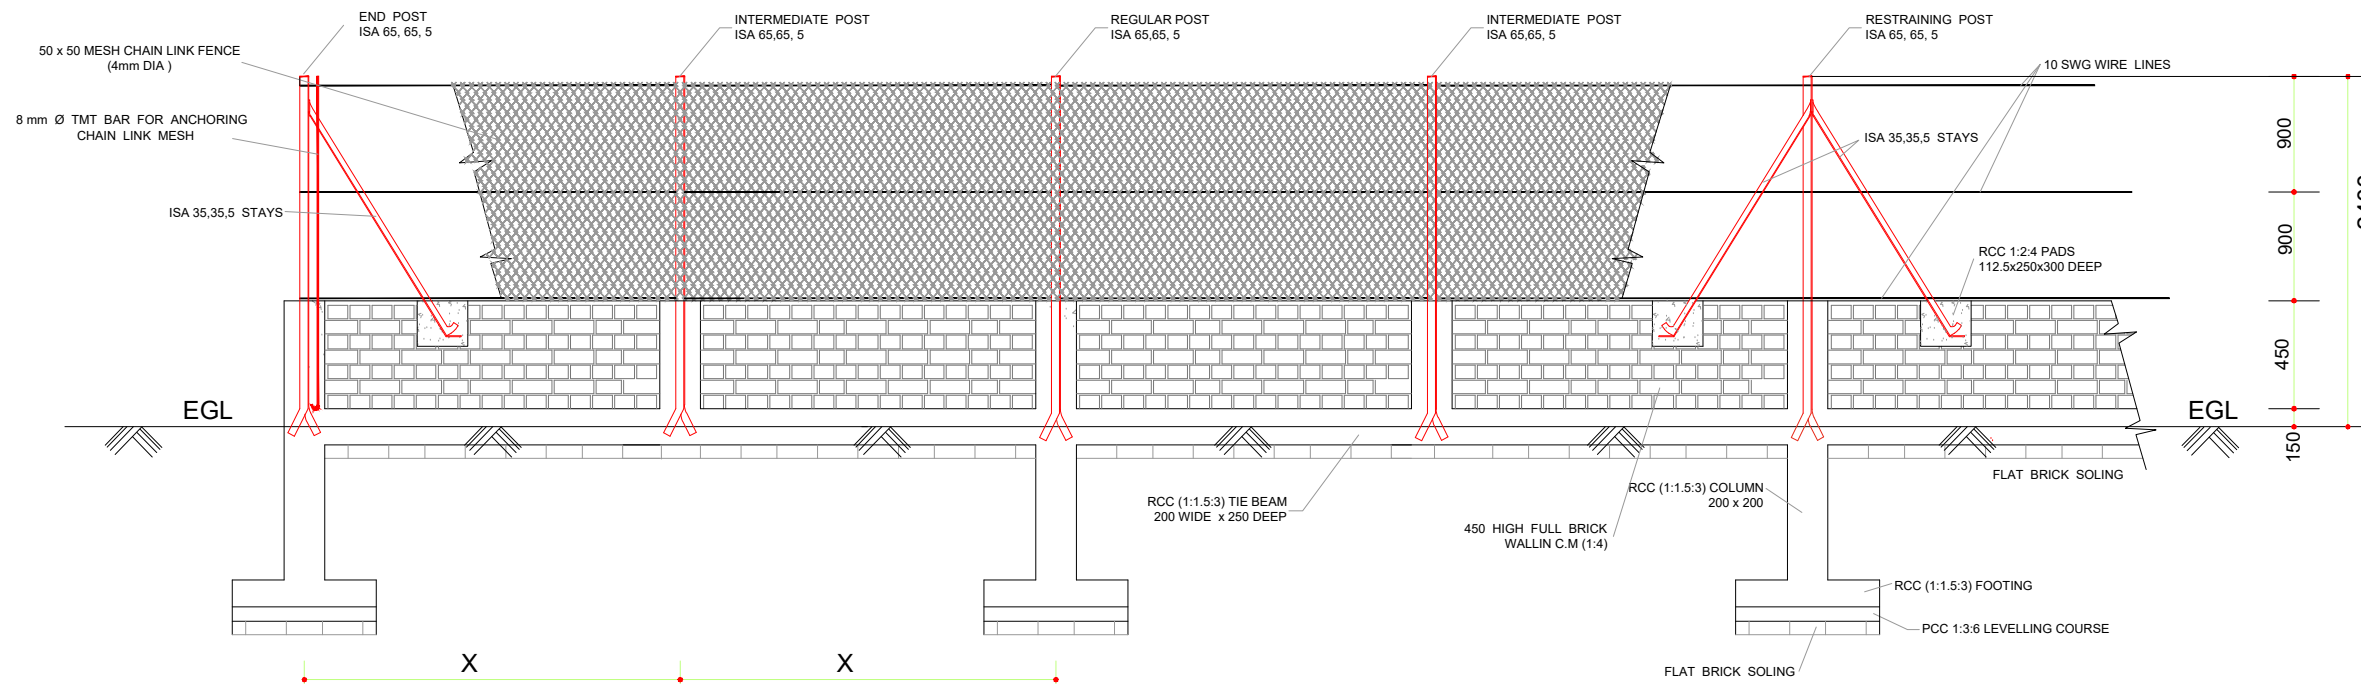 END POST
ISA 65, 65, 5
INTERMEDIATE POST
ISA 65,65, 5
REGULAR POST
ISA 65,65, 5
INTERMEDIATE POST
ISA 65,65, 5
RESTRAINING POST
ISA 65, 65, 5
50 x 50 MESH CHAIN LINK FENCE
(4mm DIA )
10 SWG WIRE LINES
8 mm Ø TMT BAR FOR ANCHORING
CHAIN LINK MESH
900
ISA 35,35,5 STAYS
ISA 35,35,5 STAYS
900
RCC 1:2:4 PADS
112.5x250x300 DEEP
450
EGL
EGL
150
FLAT BRICK SOLING
RCC (1:1.5:3) TIE BEAM
200 WIDE x 250 DEEP
RCC (1:1.5:3) COLUMN
200 x 200
450 HIGH FULL BRICK
WALLIN C.M (1:4)
RCC (1:1.5:3) FOOTING
PCC 1:3:6 LEVELLING COURSE
FLAT BRICK SOLING
X
X